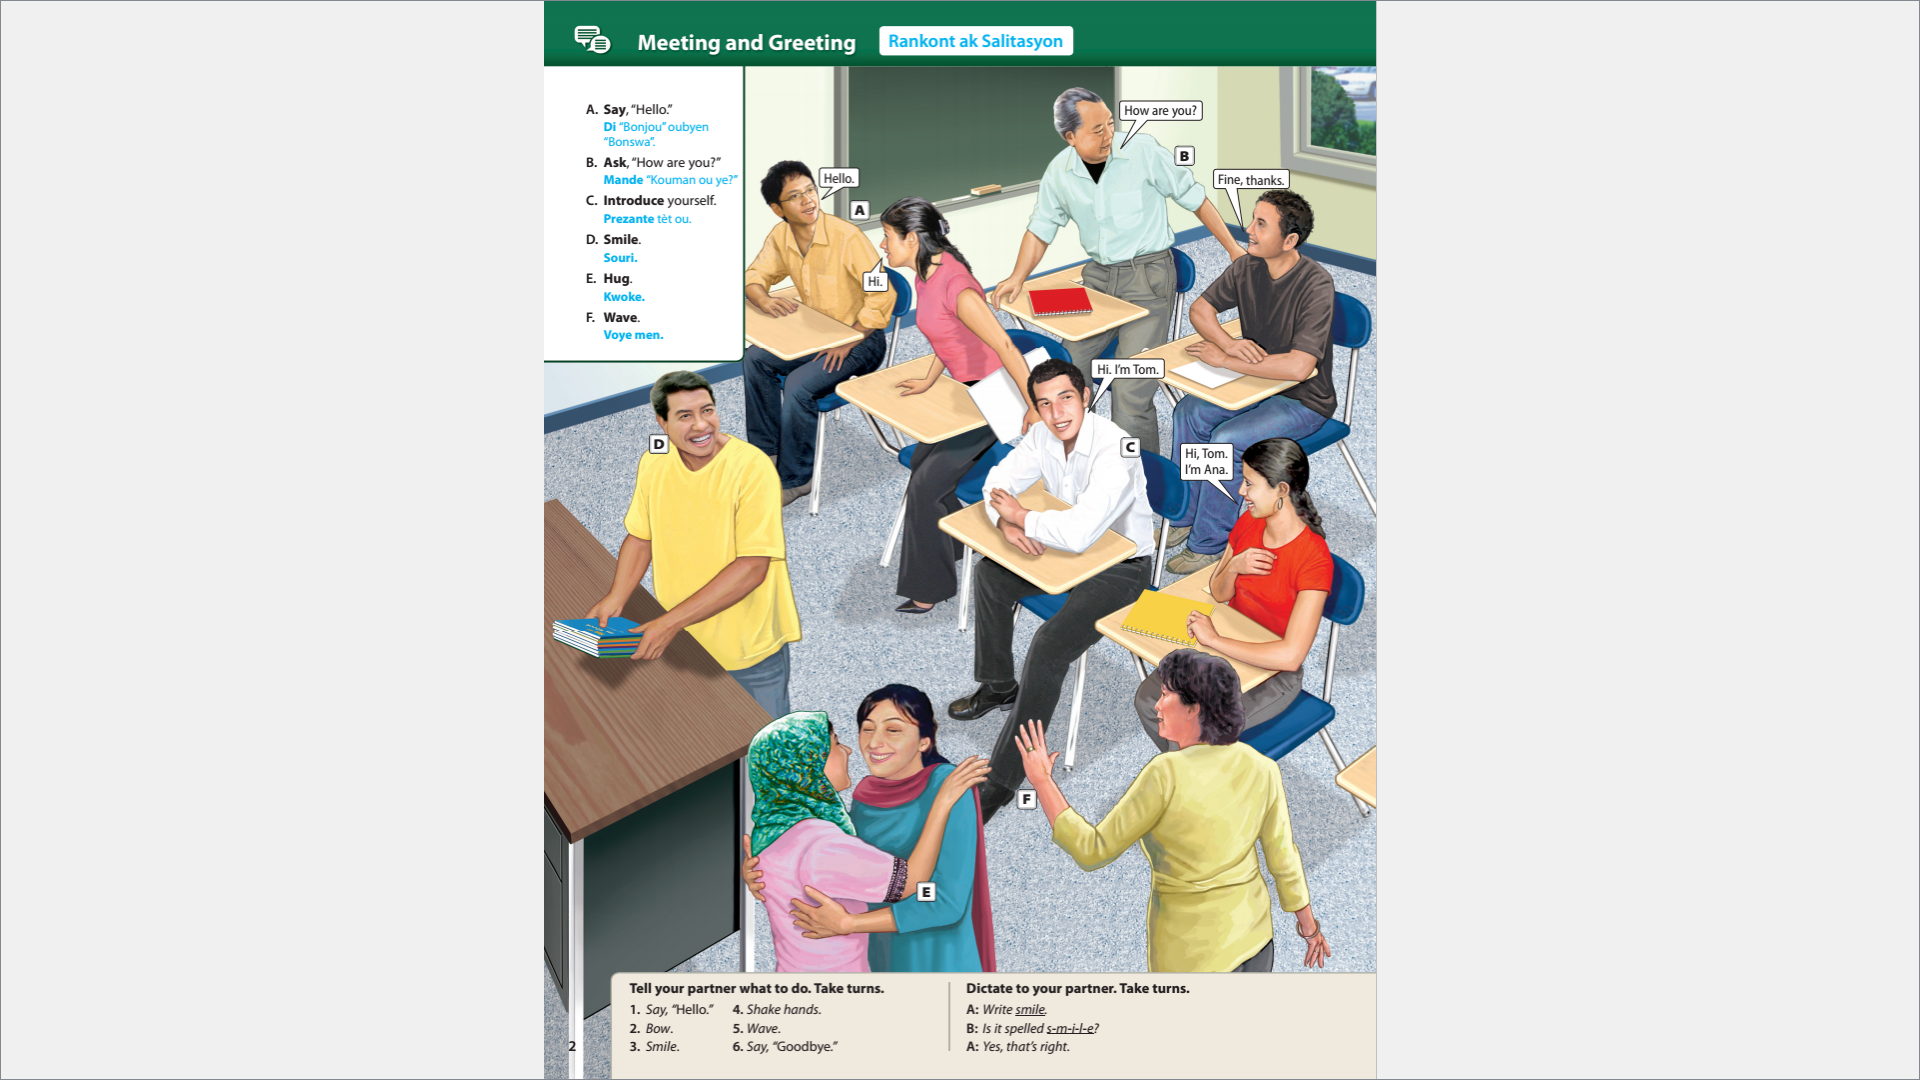 Meeting and Greeting
Rankont ak Salitasyon
A. Say, “Hello.”
Di “Bonjou” oubyen
“Bonswa”.
B. Ask, “How are you?”
Mande “Kouman ou ye?”
C. Introduce yourself.
Prezante tèt ou.
D. Smile.
Souri.
E. Hug.
Kwoke.
F. Wave.
Voye men.
How are you?
B
Hello.
Fine, thanks.
A
Hi.
Hi. I’m Tom.
D
C
Hi, Tom.
I’m Ana.
F
E
Tell your partner what to do. Take turns.
1. Say, “Hello.”
2. Bow.
3. Smile.
4. Shake hands.
5. Wave.
6. Say, “Goodbye.”
Dictate to your partner. Take turns.
A: Write smile.
B: Is it spelled s-m-i-l-e?
A: Yes, that’s right.
2